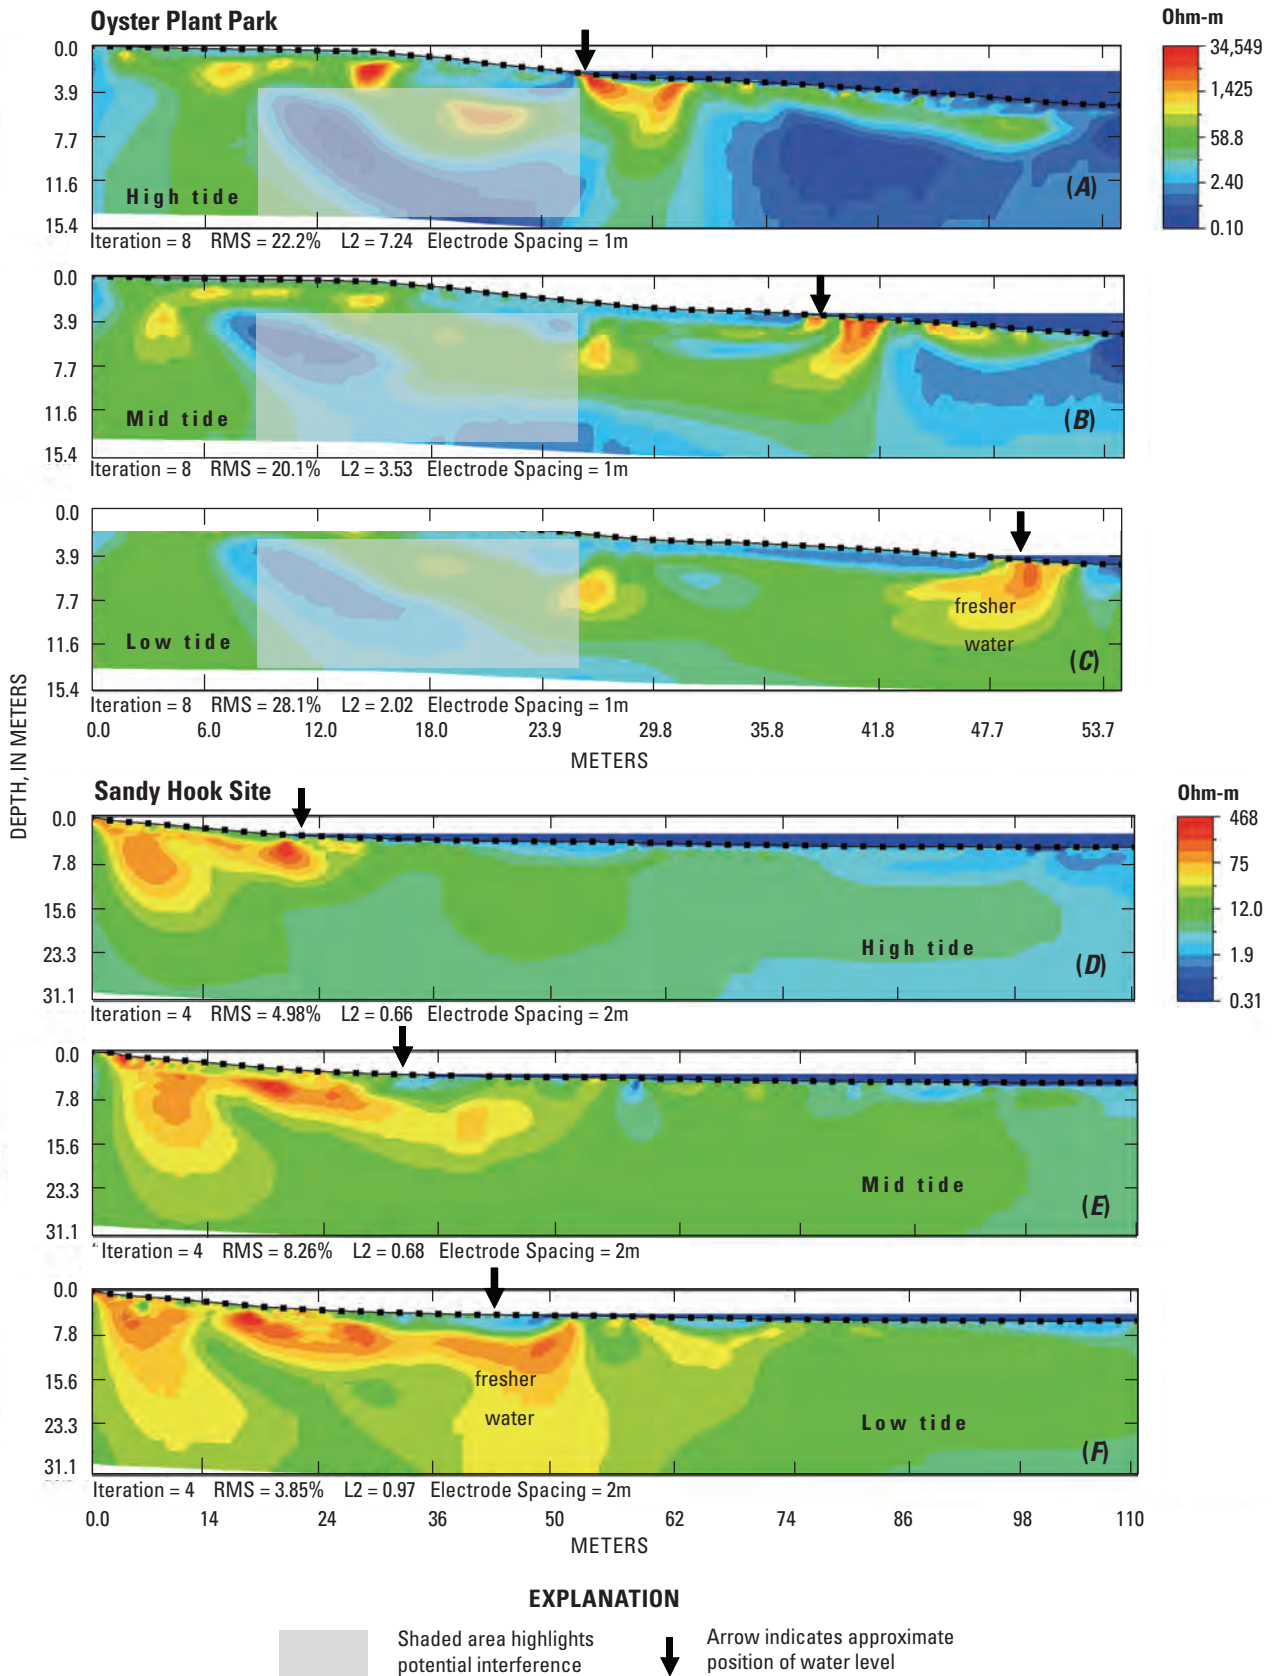 Oyster Plant Park
Ohm-m
0.0
3.9
7.7
11.6
15.4
High tide
(A)
34,549
1,425
58.8
2.40
0.10
Iteration = 8 RMS = 22.2% L2 = 7.24 Electrode Spacing = 1m
0.0
3.9
7.7
11.6
15.4
Mid tide
(B)
Iteration = 8 RMS = 20.1% L2 = 3.53 Electrode Spacing = 1m
0.0
3.9
7.7
11.6
15.4
fresher
water
Low tide
(C)
Iteration = 8 RMS = 28.1% L2 = 2.02 Electrode Spacing = 1m
0.0 6.0 12.0 18.0 23.9 29.8 35.8 41.8 47.7 53.7
METERS
DEPTH, IN METERS
Sandy Hook Site
Ohm-m
0.0
7.8
15.6
23.3
31.1
High tide
(D)
468
75
12.0
1.9
0.31
Iteration = 4 RMS = 4.98% L2 = 0.66 Electrode Spacing = 2m
0.0
7.8
15.6
23.3
31.1
Mid tide
(E)
Iteration = 4 RMS = 8.26% L2 = 0.68 Electrode Spacing = 2m
0.0
7.8
15.6
23.3
31.1
fresher
water
Low tide
(F)
Iteration = 4 RMS = 3.85% L2 = 0.97 Electrode Spacing = 2m
0.0 14 24 36 50 62 74 86 98 110
METERS
EXPLANATION
Shaded area highlights
potential interference
Arrow indicates approximate
position of water level